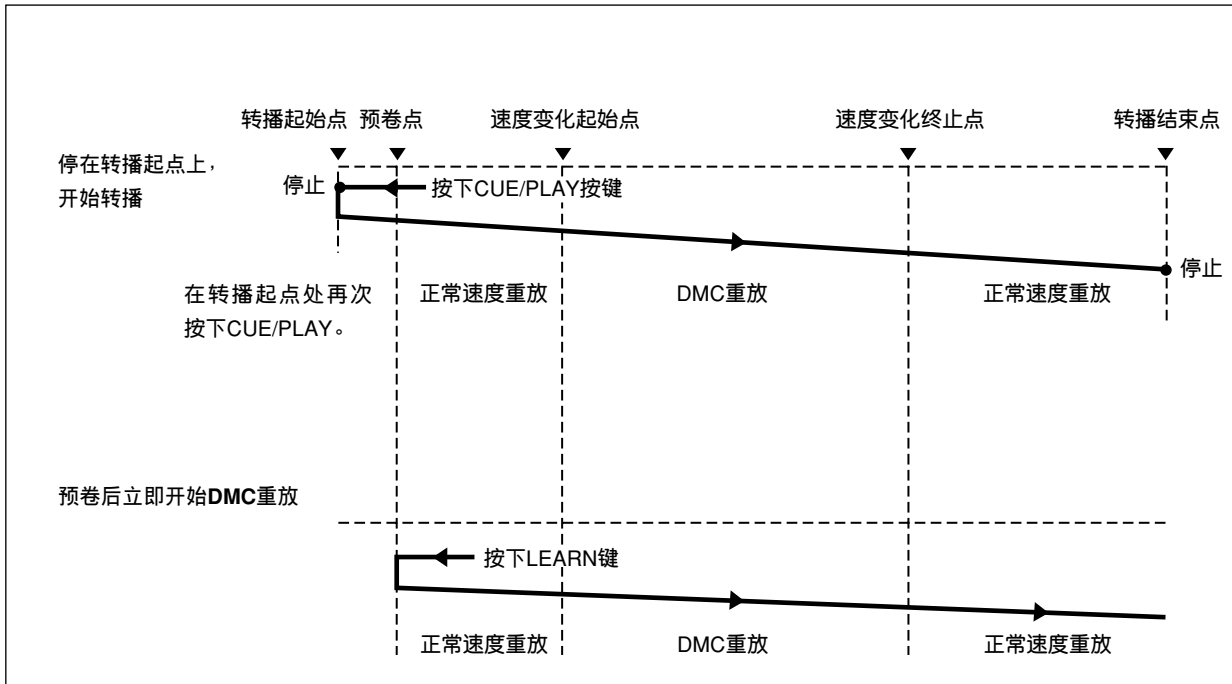 转播起始点 预卷点 速度变化起始点 速度变化终止点 转播结束点
停在转播起点上，
开始转播
停止 按下CUE/PLAY按键
停止
在转播起点处再次
按下CUE/PLAY。
正常速度重放 DMC重放 正常速度重放
预卷后立即开始DMC重放
按下LEARN键
正常速度重放 DMC重放 正常速度重放